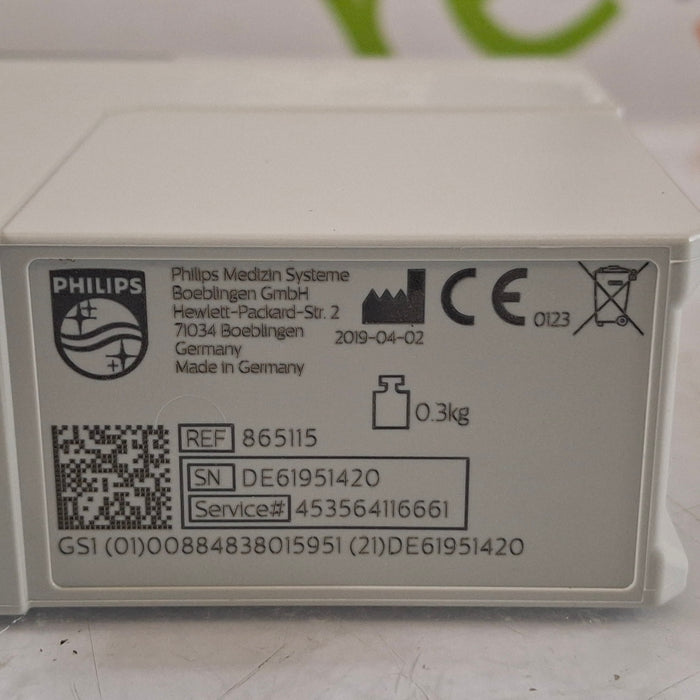 PHILIPS
Philips Medizin Systeme
Boeblingen GmbH
Hewlett-Packard-Str. 2
71034 Boeblingen
Germany
Made in Germany
2019-04-02
CE 0123
0.3kg
REF 865115
SN DE61951420
Service# 453564116661
GS1 (01)00884838015951 (21)DE61951420